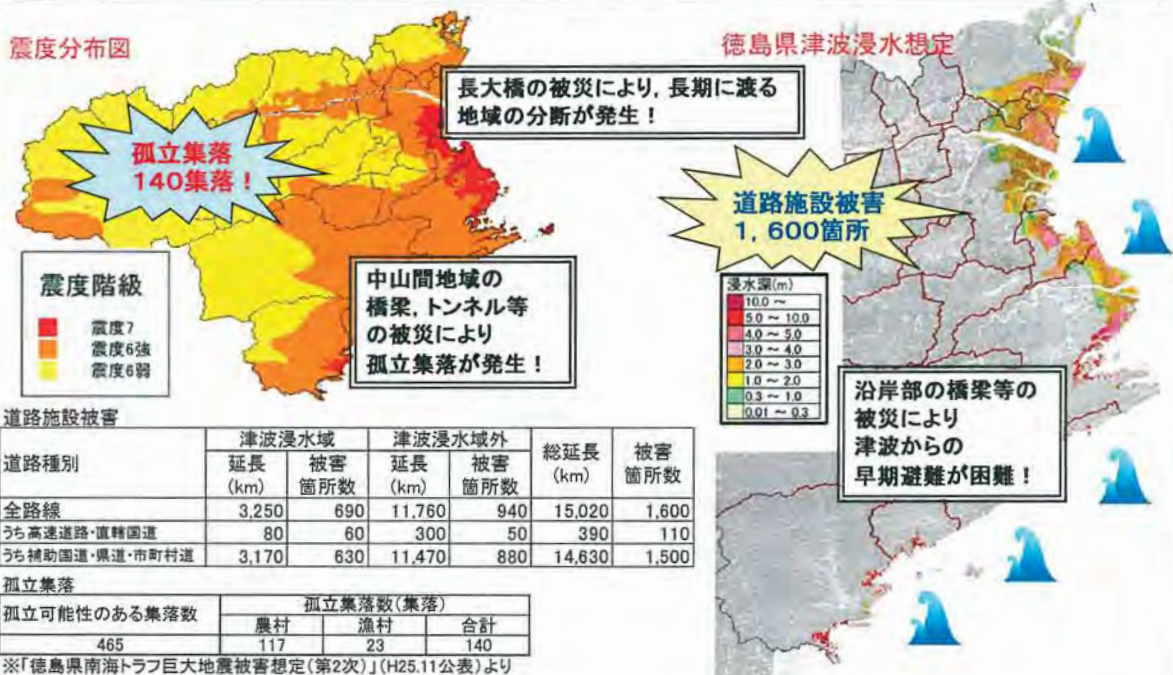 震度分布図
徳島県津波浸水想定
長大橋の被災により，長期に渡る
地域の分断が発生！
孤立集落
140集落！
道路施設被害
1，600箇所
震度階級
震度7
震度6強
震度6弱
中山間地域の
橋梁，トンネル等
の被災により
孤立集落が発生！
浸水深(m)
10.0 ～
5.0 ～ 10.0
4.0 ～ 5.0
3.0 ～ 4.0
2.0 ～ 3.0
1.0 ～ 2.0
0.3 ～ 1.0
0.01 ～ 0.3
沿岸部の橋梁等の
被災により
津波からの
早期避難が困難！
道路施設被害
道路種別 津波浸水域 津波浸水域外 総延長(km) 被害箇所数
延長(km) 被害箇所数 延長(km) 被害箇所数
全路線 3,250 690 11,760 940 15,020 1,600
うち高速道路・直轄国道 80 60 300 50 390 110
うち補助国道・県道・市町村道 3,170 630 11,470 880 14,630 1,500
孤立集落
孤立可能性のある集落数 孤立集落数(集落)
農村 漁村 合計
465 117 23 140
※「徳島県南海トラフ巨大地震被害想定(第2次)」(H25.11公表)より